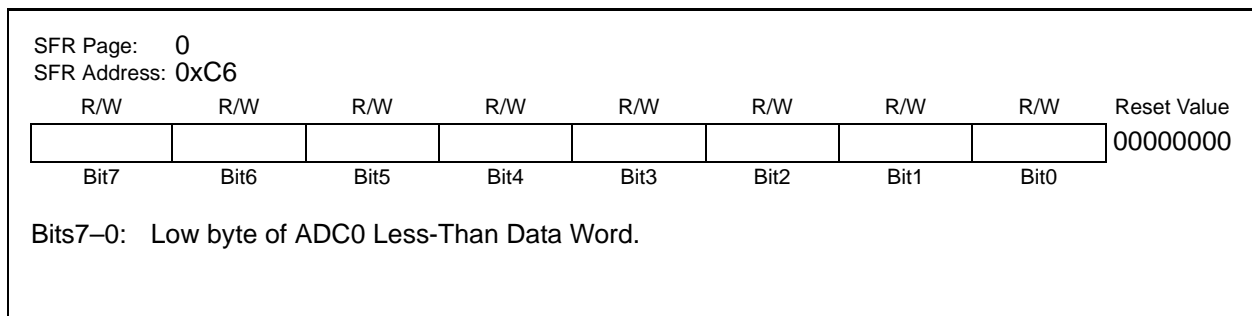 SFR Page: 0
SFR Address: 0xC6
R/W R/W R/W R/W R/W R/W R/W R/W Reset Value
00000000
Bit7 Bit6 Bit5 Bit4 Bit3 Bit2 Bit1 Bit0
Bits7–0: Low byte of ADC0 Less-Than Data Word.